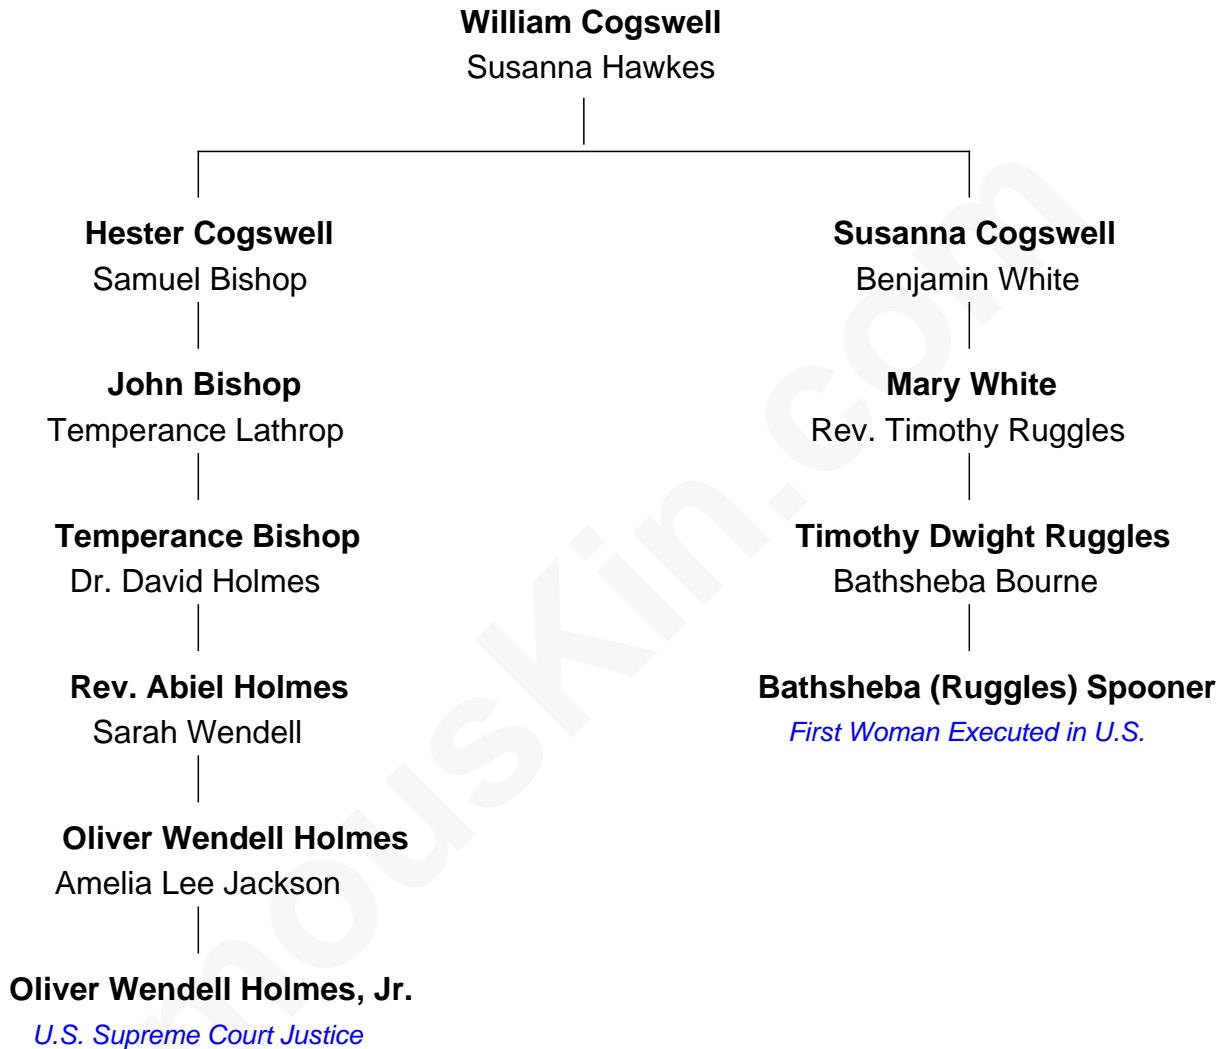 William Cogswell
Susanna Hawkes
Hester Cogswell
Samuel Bishop
Susanna Cogswell
Benjamin White
John Bishop
Temperance Lathrop
Mary White
Rev. Timothy Ruggles
Temperance Bishop
Dr. David Holmes
Timothy Dwight Ruggles
Bathsheba Bourne
Rev. Abiel Holmes
Sarah Wendell
Bathsheba (Ruggles) Spooner
First Woman Executed in U.S.
Oliver Wendell Holmes
Amelia Lee Jackson
Oliver Wendell Holmes, Jr.
U.S. Supreme Court Justice
mousKin.com